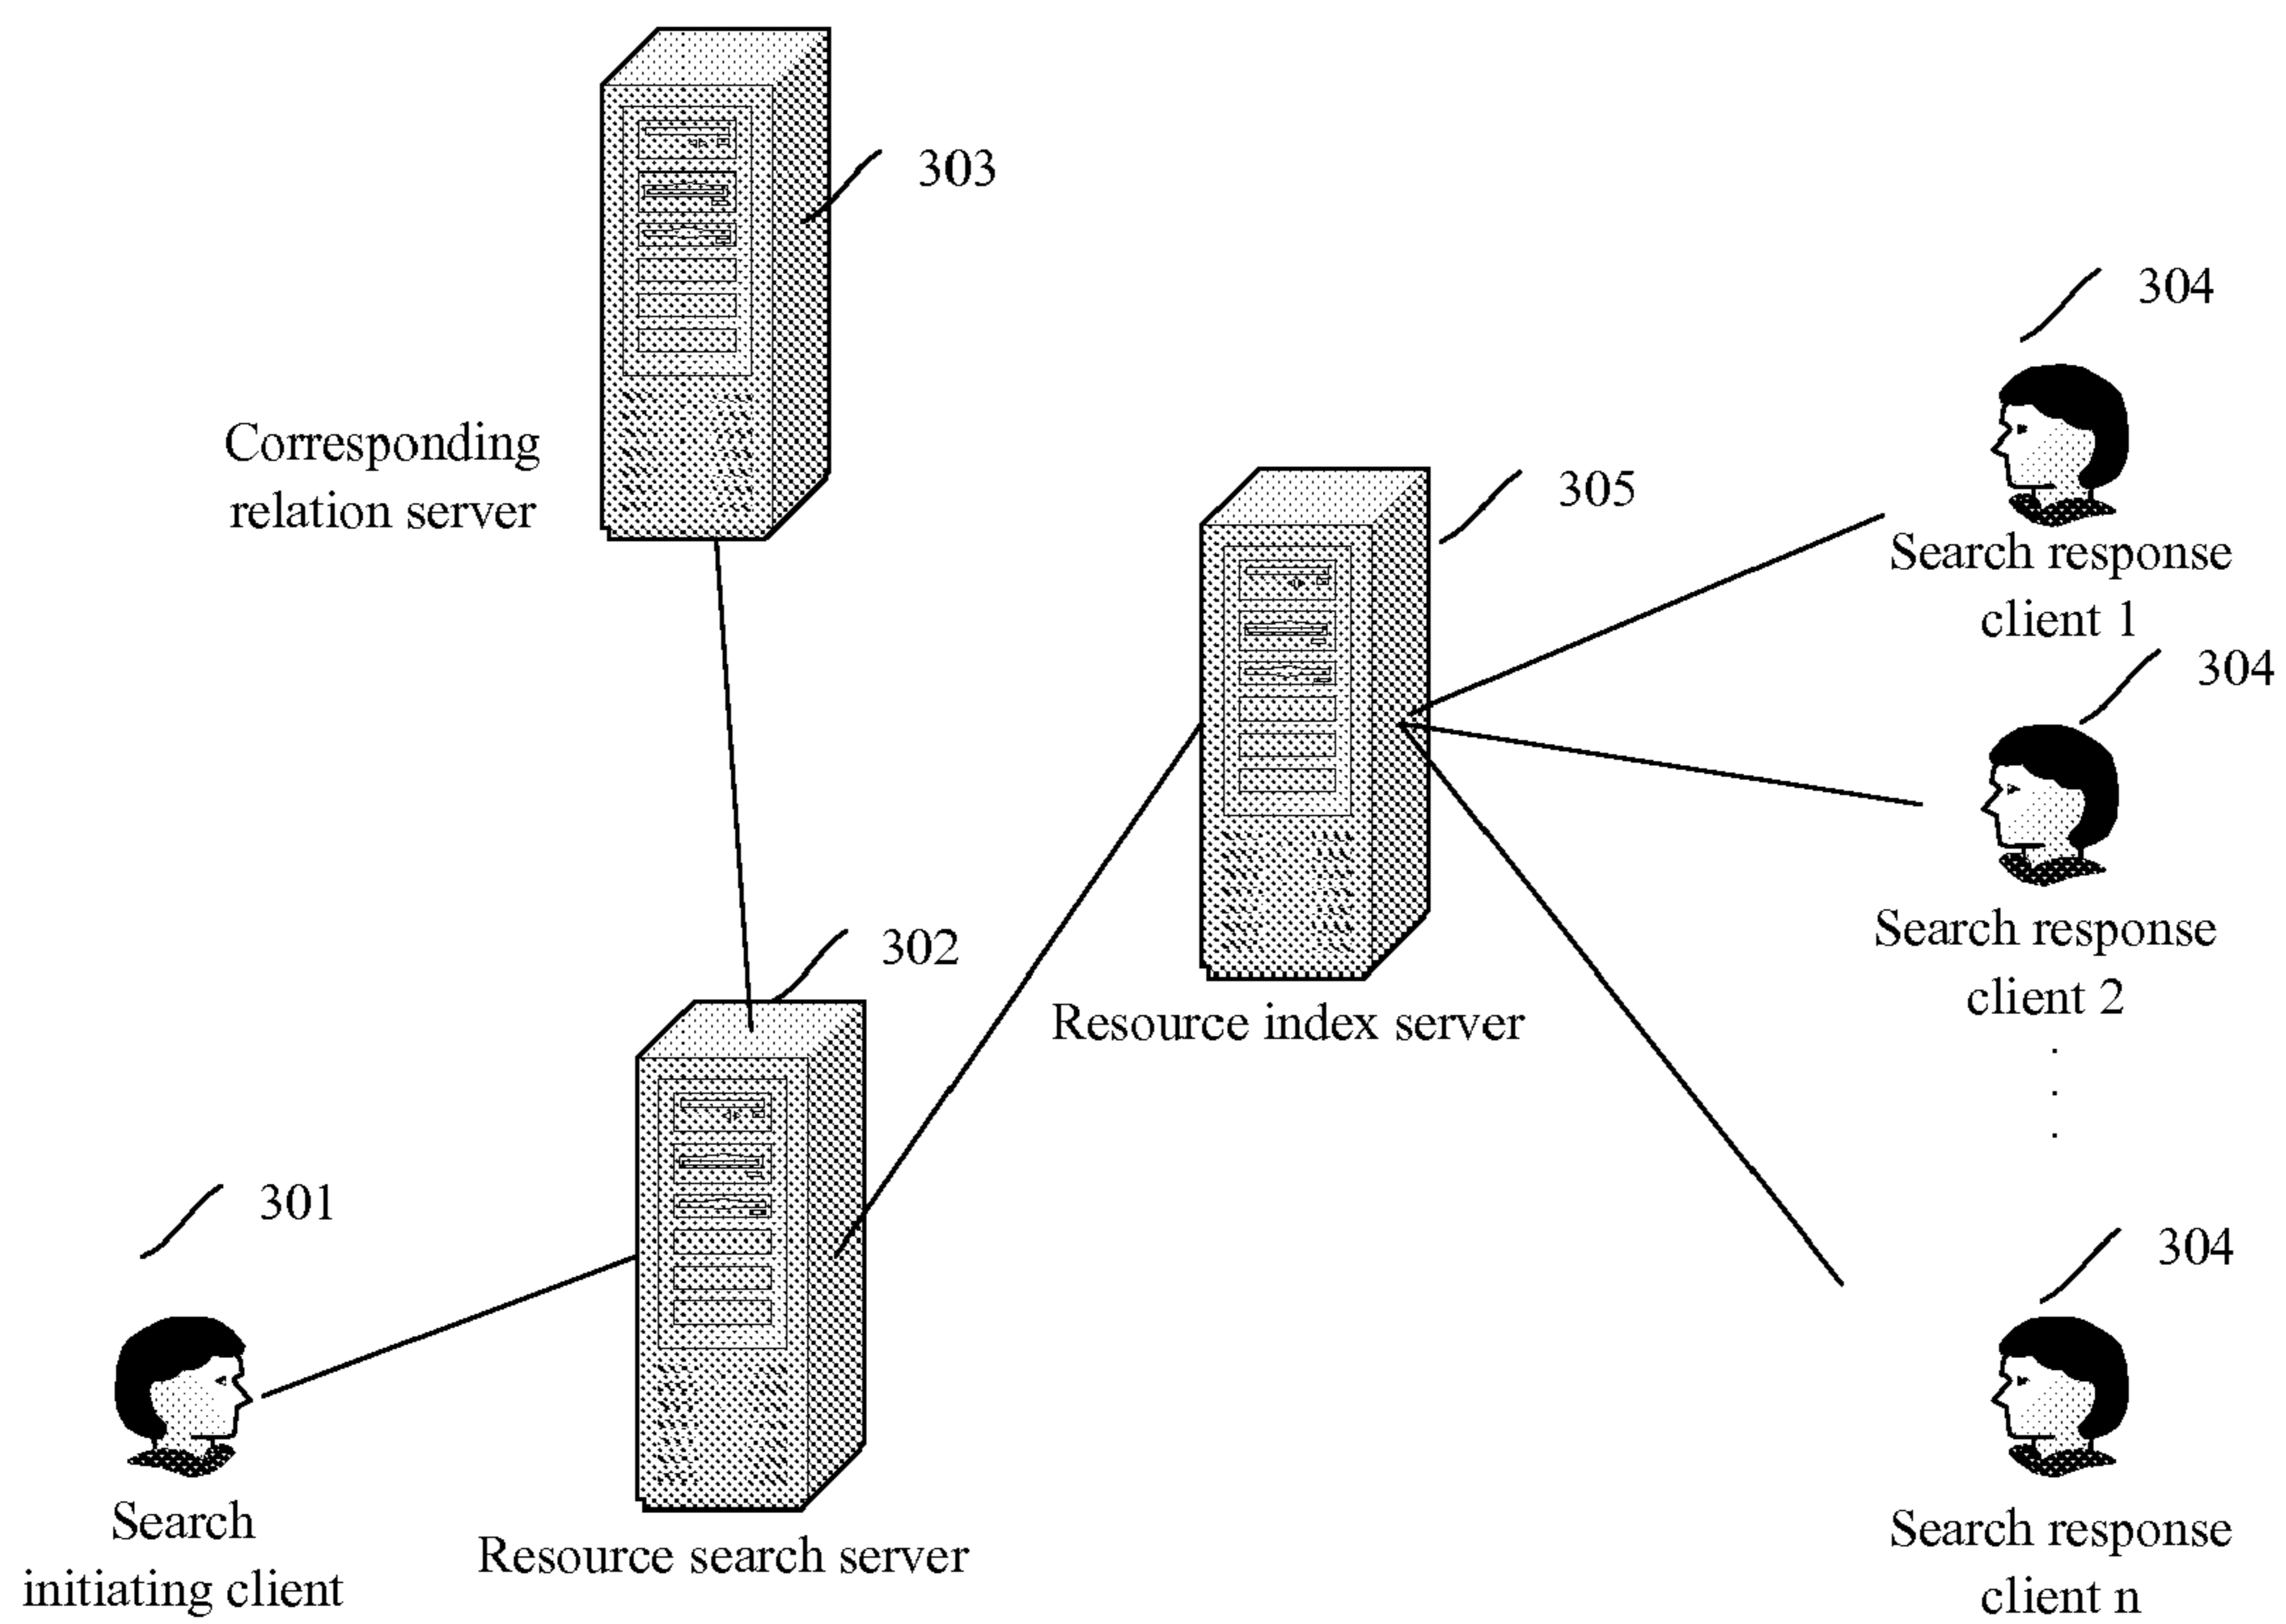 303
Corresponding
relation server
304
Search response
client 1
305
304
Search response
client 2
.
.
.
Resource index server
302
Resource search server
301
Search
initiating client
304
Search response
client n